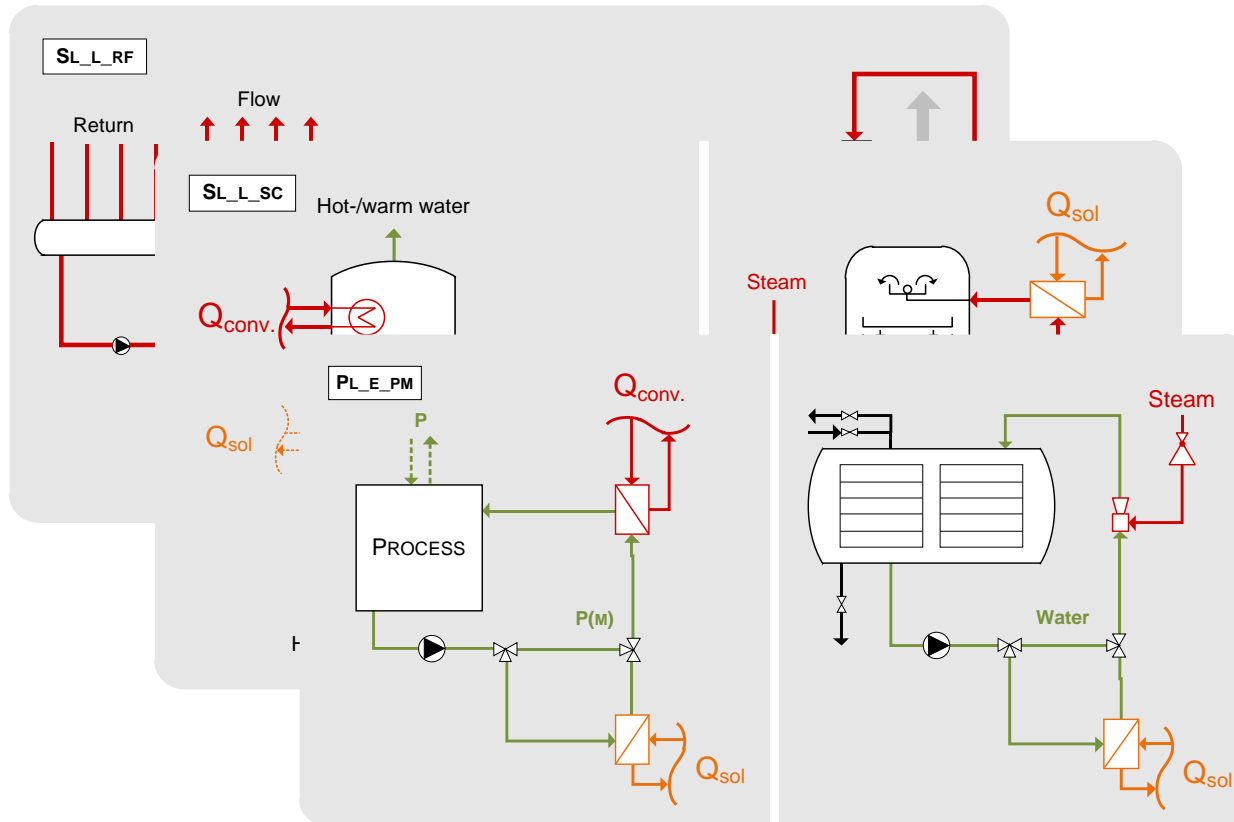 SL_L_RF
Flow
Return
SL_L_SC
Hot-/warm water
Qsol
Steam
Qconv.
PL_E_PM
Qconv.
Steam
P
Qsol
PROCESS
P(M)
Water
Qsol
Qsol